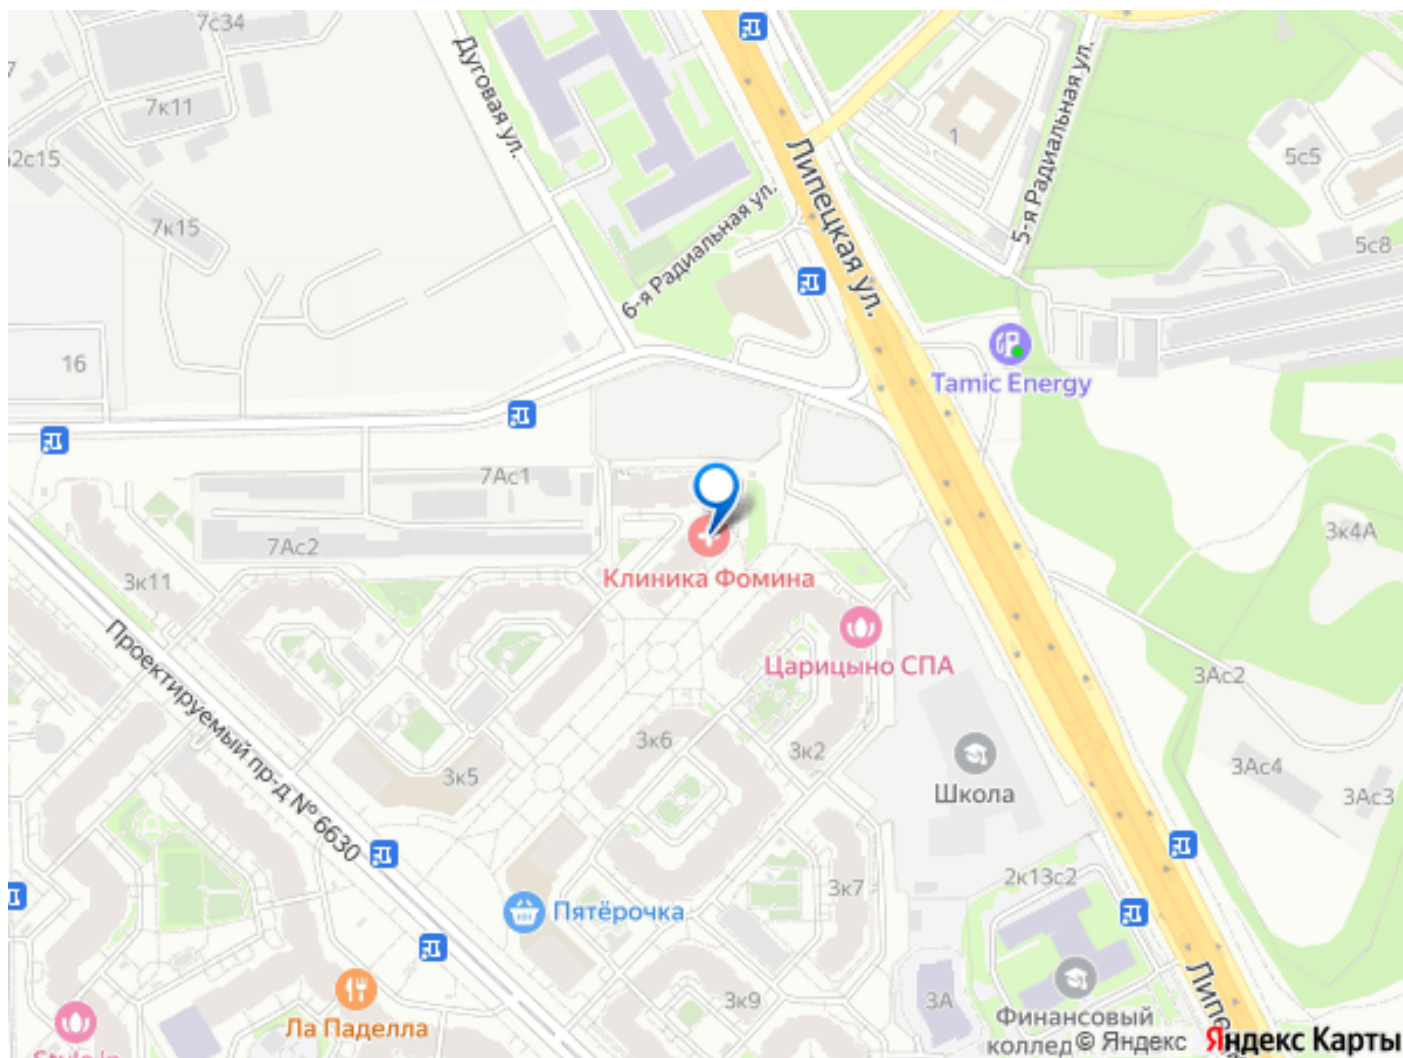 7с34
Дуговая ул.
7к11
2с15
7к15
Липецкая ул.
1
5-я Радиальная ул.
5с5
5с8
6-я Радиальная ул.
16
Tamic Energy
7Ас1
7Ас2
3к11
Клиника Фомина
3к4А
Царицыно СПА
Проектируемый пр-д № 6630
3к6
3к2
3к5
3Ас2
3Ас4
3Ас3
Школа
2к13с2
3к7
Пятёрочка
3к9
3А
Ла Паделла
Финансовый
коллед
Липе
© Яндекс Яндекс Карты